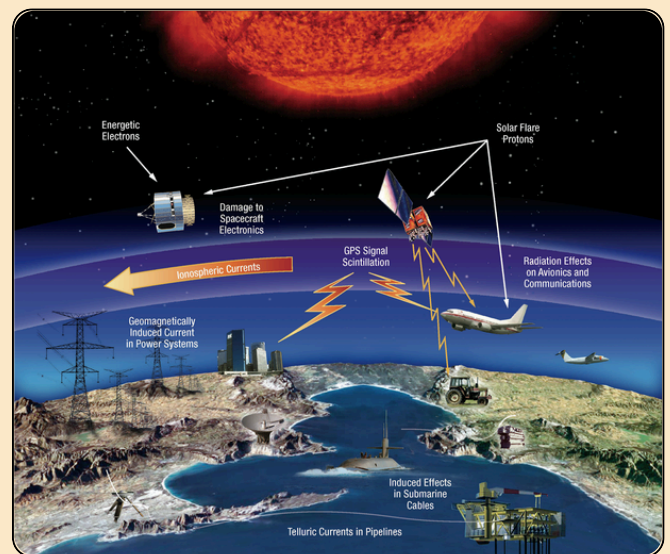 Energetic
Electrons
Solar Flare
Protons
Damage to
Spacecraft
Electronics
GPS Signal
Scintillation
Radiation Effects
on Avionics and
Communications
Ionospheric Currents
Geomagnetically
Induced Current
in Power Systems
Induced Effects
in Submarine
Cables
Telluric Currents in Pipelines